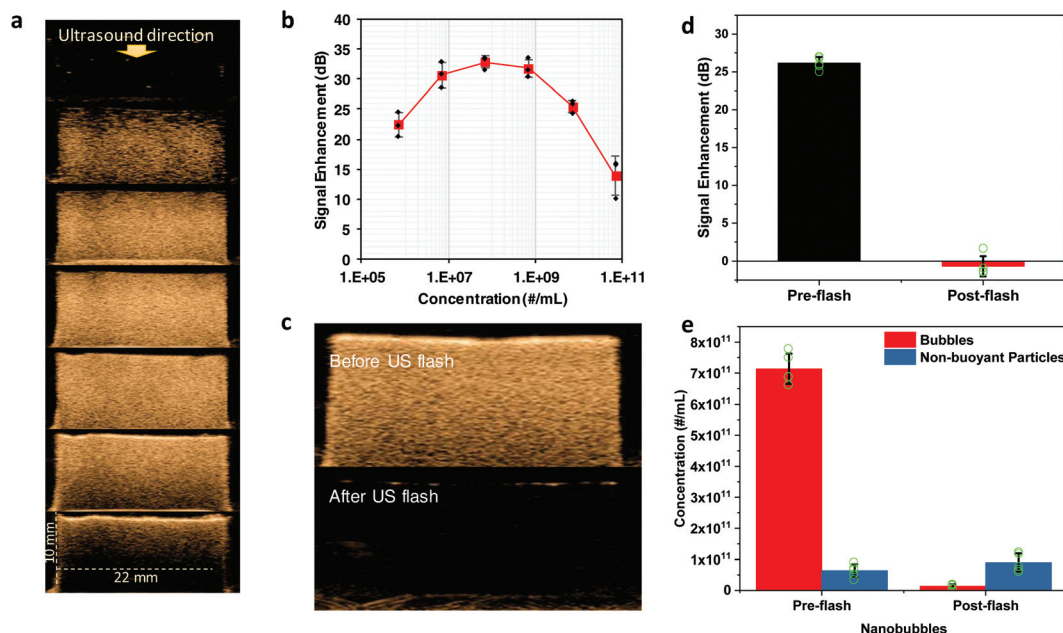 a
Ultrasound direction
10 mm
22 mm
b
Signal Enhancement (dB)
40
35
30
25
20
15
10
5
0
1.E+05
1.E+07
1.E+09
1.E+11
Concentration (#/mL)
c
Before US flash
After US flash
d
Signal Enhancement (dB)
30
25
20
15
10
5
0
Pre-flash
Post-flash
e
Bubbles
Non-buoyant Particles
Concentration (#/mL)
8x10¹¹
7x10¹¹
6x10¹¹
5x10¹¹
4x10¹¹
3x10¹¹
2x10¹¹
1x10¹¹
0
Pre-flash
Post-flash
Nanobubbles